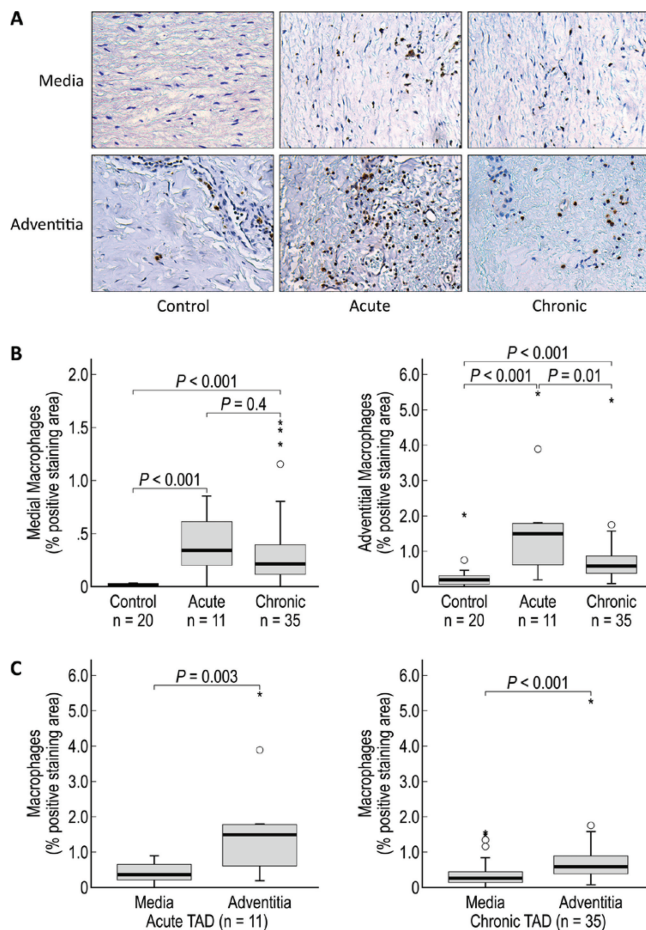 A
Media
Adventitia
Control Acute Chronic
B
Medial Macrophages
(% positive staining area)
2.0
1.5
1.0
.5
0
P < 0.001
P = 0.4
P < 0.001
Control Acute Chronic
n = 20 n = 11 n = 35
Adventitial Macrophages
(% positive staining area)
6.0
5.0
4.0
3.0
2.0
1.0
0
P < 0.001
P < 0.001 P = 0.01
Control Acute Chronic
n = 20 n = 11 n = 35
C
Macrophages
(% positive staining area)
6.0
5.0
4.0
3.0
2.0
1.0
0
P = 0.003
Media Adventitia
Acute TAD (n = 11)
Macrophages
(% positive staining area)
6.0
5.0
4.0
3.0
2.0
1.0
0
P < 0.001
Media Adventitia
Chronic TAD (n = 35)